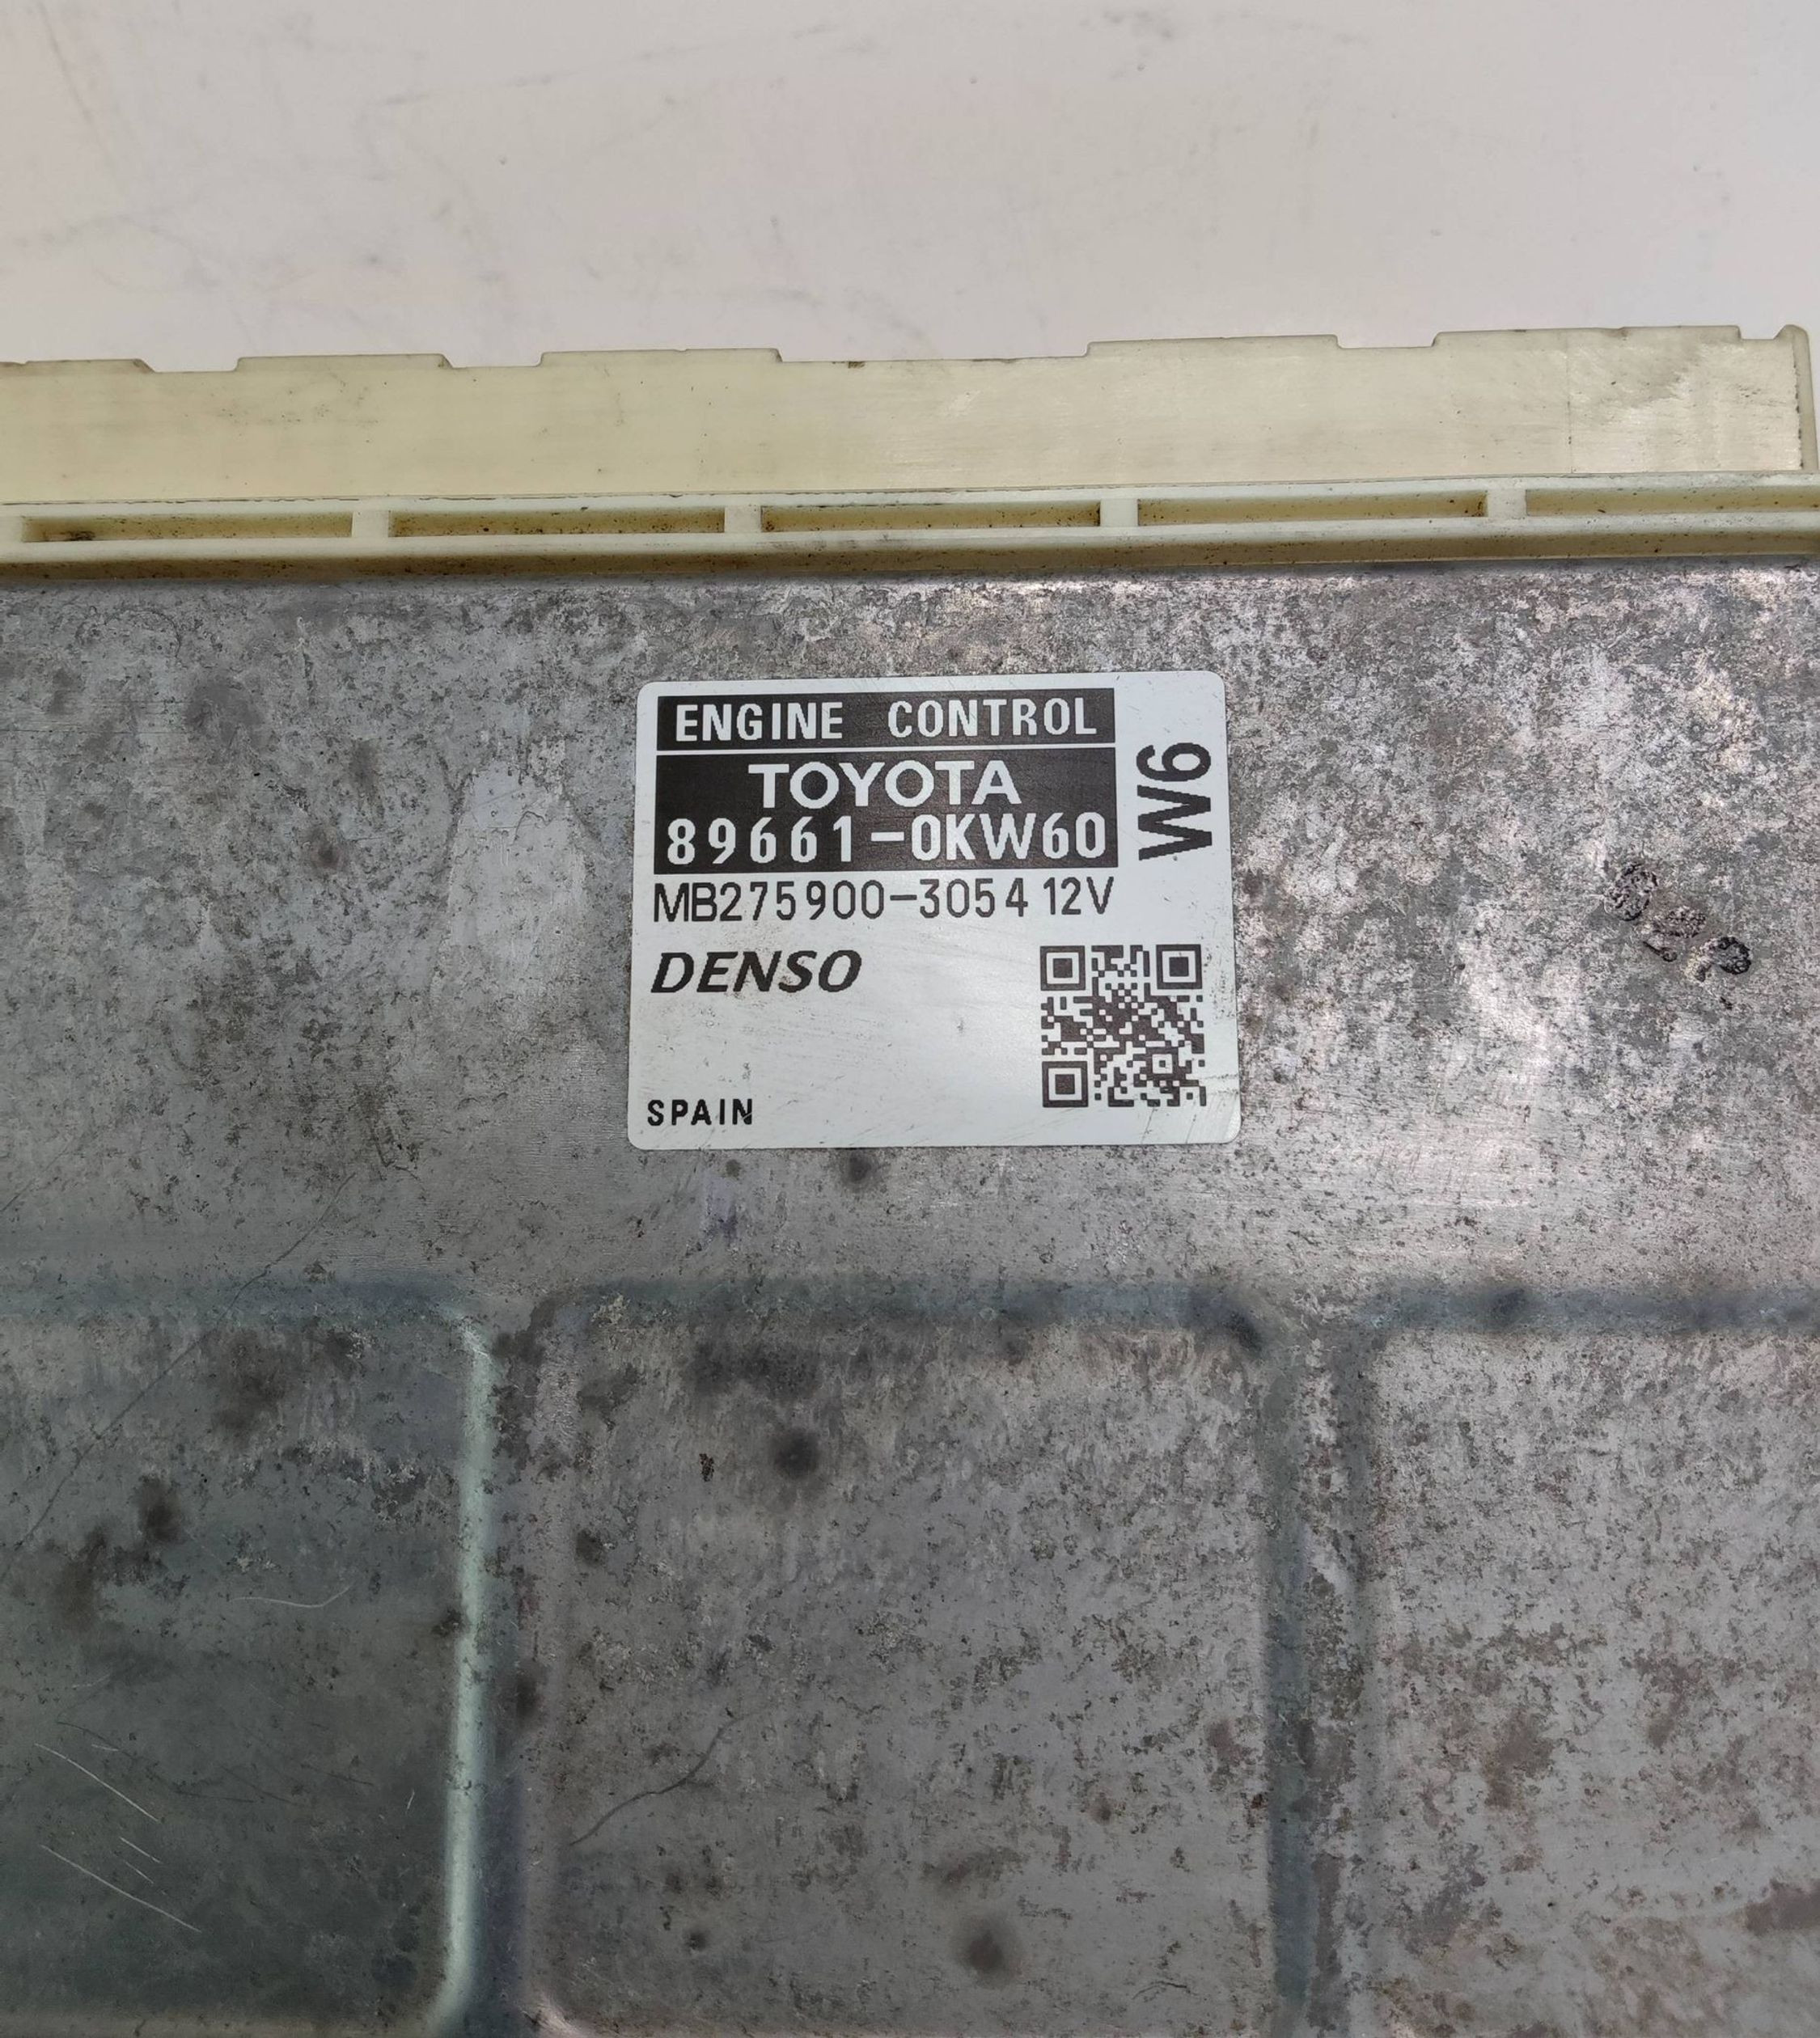 ENGINE CONTROL
TOYOTA
89661-0KW60
W6
MB275900-3054 12V
DENSO
SPAIN